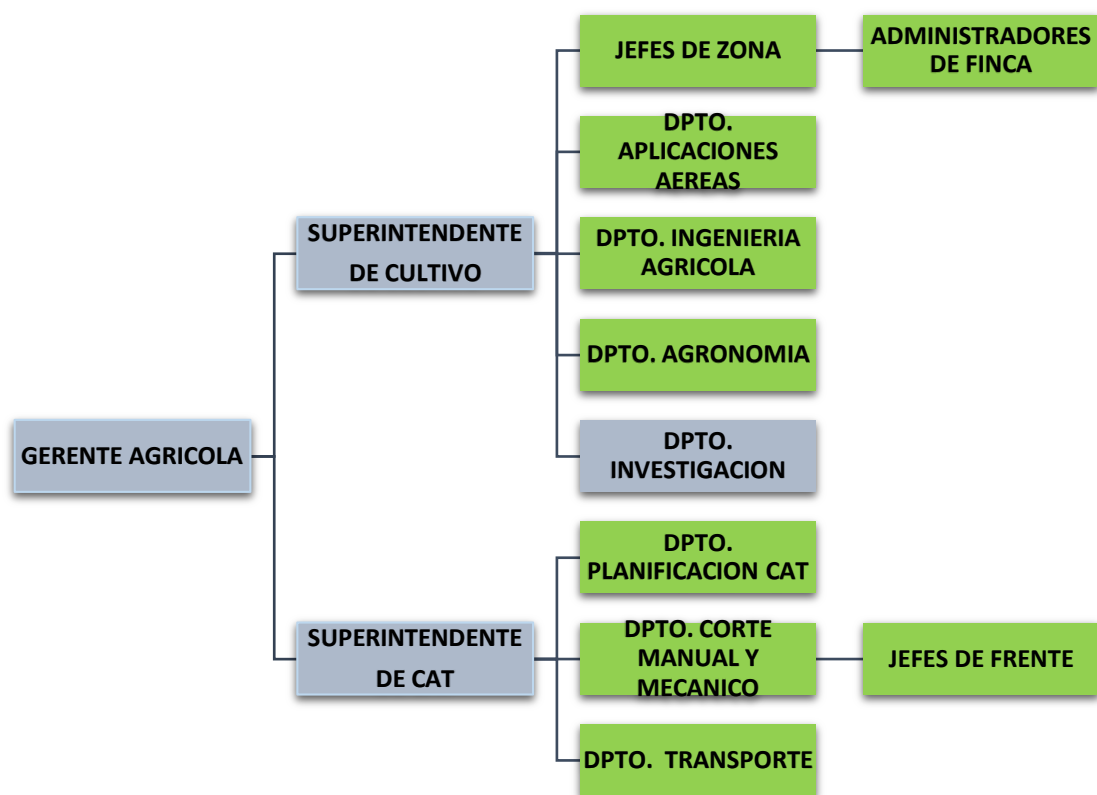 JEFES DE ZONA
ADMINISTRADORES
DE FINCA
DPTO.
APLICACIONES
AEREAS
SUPERINTENDENTE
DE CULTIVO
DPTO. INGENIERIA
AGRICOLA
DPTO. AGRONOMIA
GERENTE AGRICOLA
DPTO.
INVESTIGACION
DPTO.
PLANIFICACION CAT
SUPERINTENDENTE
DE CAT
DPTO. CORTE
MANUAL Y
MECANICO
JEFES DE FRENTE
DPTO. TRANSPORTE